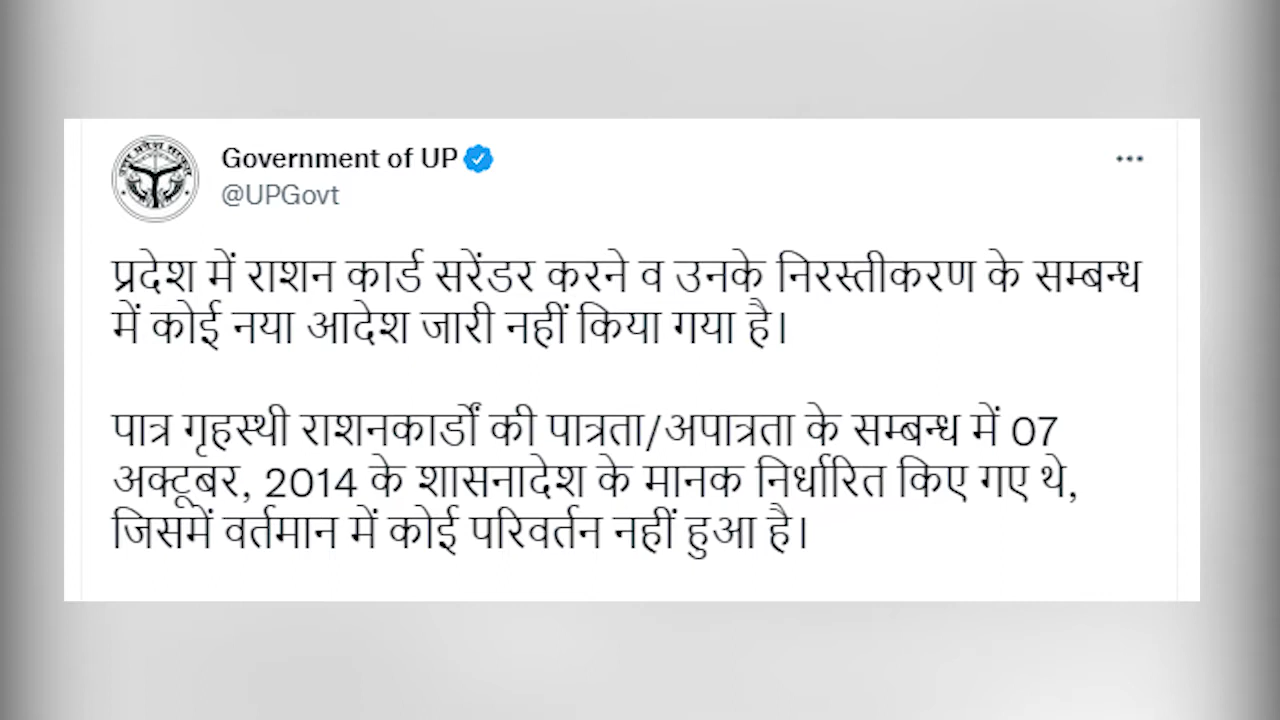 Government of UP
@UPGovt
प्रदेश में राशन कार्ड सरेंडर करने व उनके निरस्तीकरण के सम्बन्ध
में कोई नया आदेश जारी नहीं किया गया है।
पात्र गृहस्थी राशनकार्डों की पात्रता/अपात्रता के सम्बन्ध में 07
अक्टूबर, 2014 के शासनादेश के मानक निर्धारित किए गए थे,
जिसमें वर्तमान में कोई परिवर्तन नहीं हुआ है।